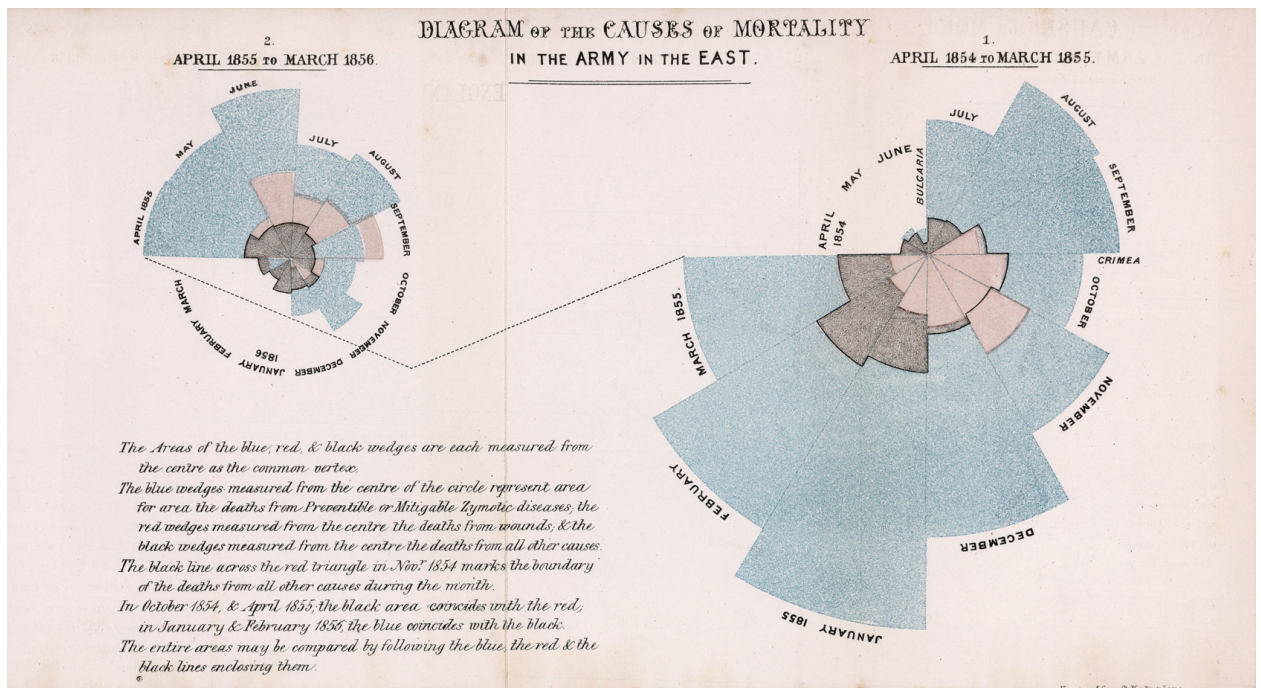 DIAGRAM OF THE CAUSES OF MORTALITY
IN THE ARMY IN THE EAST.
2.
APRIL 1855 TO MARCH 1856.
1.
APRIL 1854 TO MARCH 1855.
APRIL 1855
MAY
JUNE
JULY
AUGUST
SEPTEMBER
OCTOBER
NOVEMBER
DECEMBER
JANUARY
1856
FEBRUARY
MARCH
APRIL
1854
MAY
JUNE
BULGARIA
JULY
AUGUST
SEPTEMBER
CRIMEA
OCTOBER
NOVEMBER
DECEMBER
JANUARY 1855
FEBRUARY
MARCH 1855.
The Areas of the blue, red, & black wedges are each measured from
the centre as the common vertex.
The blue wedges measured from the centre of the circle represent area
for area the deaths from Preventible or Mitigable Zymotic diseases; the
red wedges measured from the centre the deaths from wounds; & the
black wedges measured from the centre the deaths from all other causes.
The black line across the red triangle in Novr. 1854 marks the boundary
of the deaths from all other causes during the month.
In October 1854, & April 1855; the black area coincides with the red;
in January & February 1856, the blue coincides with the black.
The entire areas may be compared by following the blue, the red & the
black lines enclosing them.